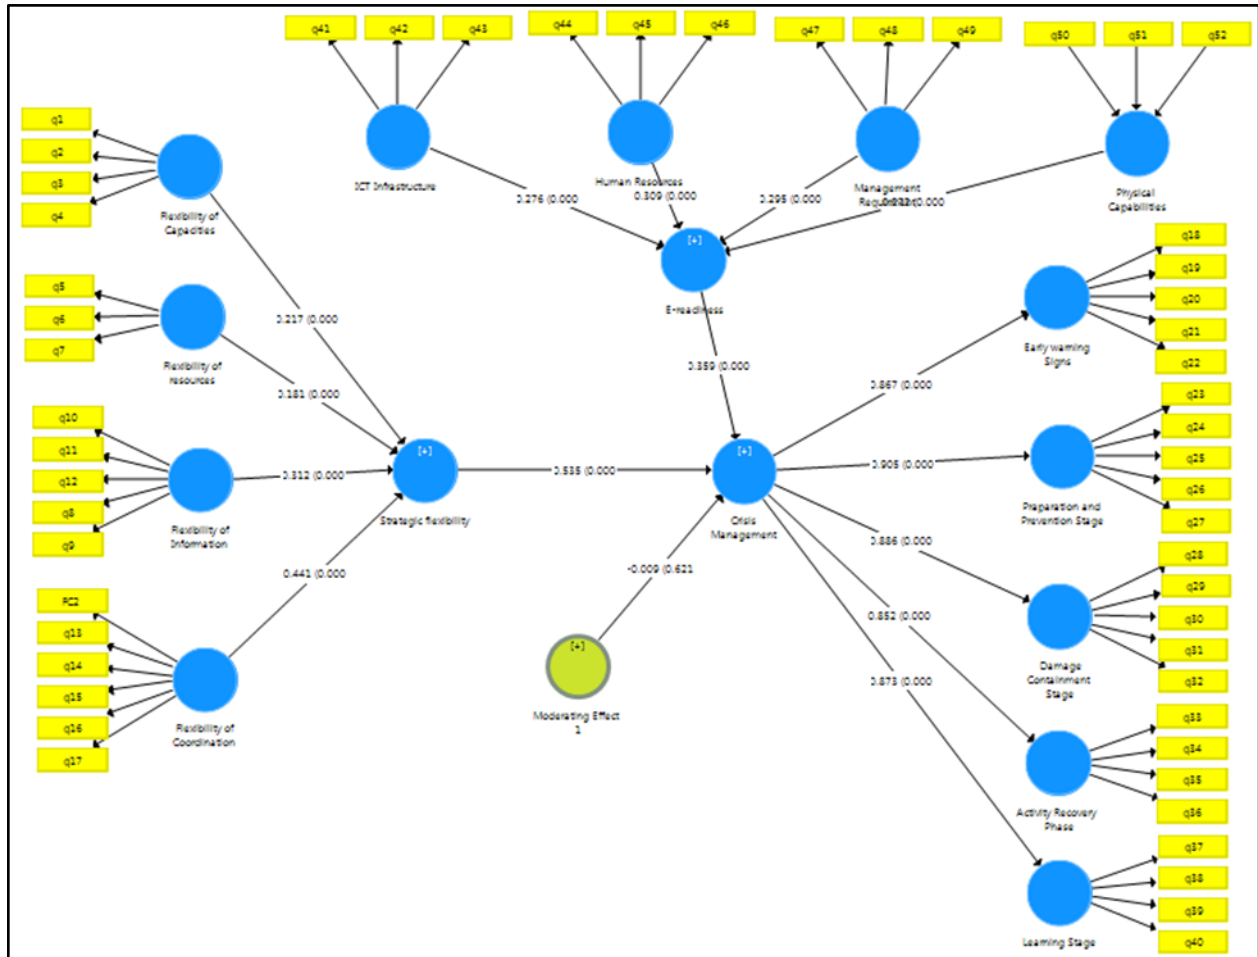 q41 q42 q43 q44 q45 q46 q47 q48 q49 q50 q51 q52
q1
q2
q3
q4
Flexibility of
Capacities
ICT Infrastructure
Human Resources
Management
Physical
Capabilities
0.276 (0.000
0.309 (0.000
0.295 (0.000
[+]
E-readiness
q5
q6
q7
Flexibility of
resources
0.217 (0.000
0.181 (0.000
0.359 (0.000
q10
q11
q12
q8
q9
Flexibility of
Information
0.312 (0.000
[+]
Strategic flexibility
0.535 (0.000
[+]
Crisis
Management
RC2
q13
q14
q15
q16
q17
Flexibility of
Coordination
0.441 (0.000
-0.009 (0.621
[+]
Moderating Effect
1
0.867 (0.000
0.905 (0.000
0.886 (0.000
0.852 (0.000
0.873 (0.000
q18
q19
q20
q21
q22
Early warning
Signs
q23
q24
q25
q26
q27
Preparation and
Prevention Stage
q28
q29
q30
q31
q32
Damage
Containment
Stage
q33
q34
q35
q36
Activity Recovery
Phase
q37
q38
q39
q40
Learning Stage